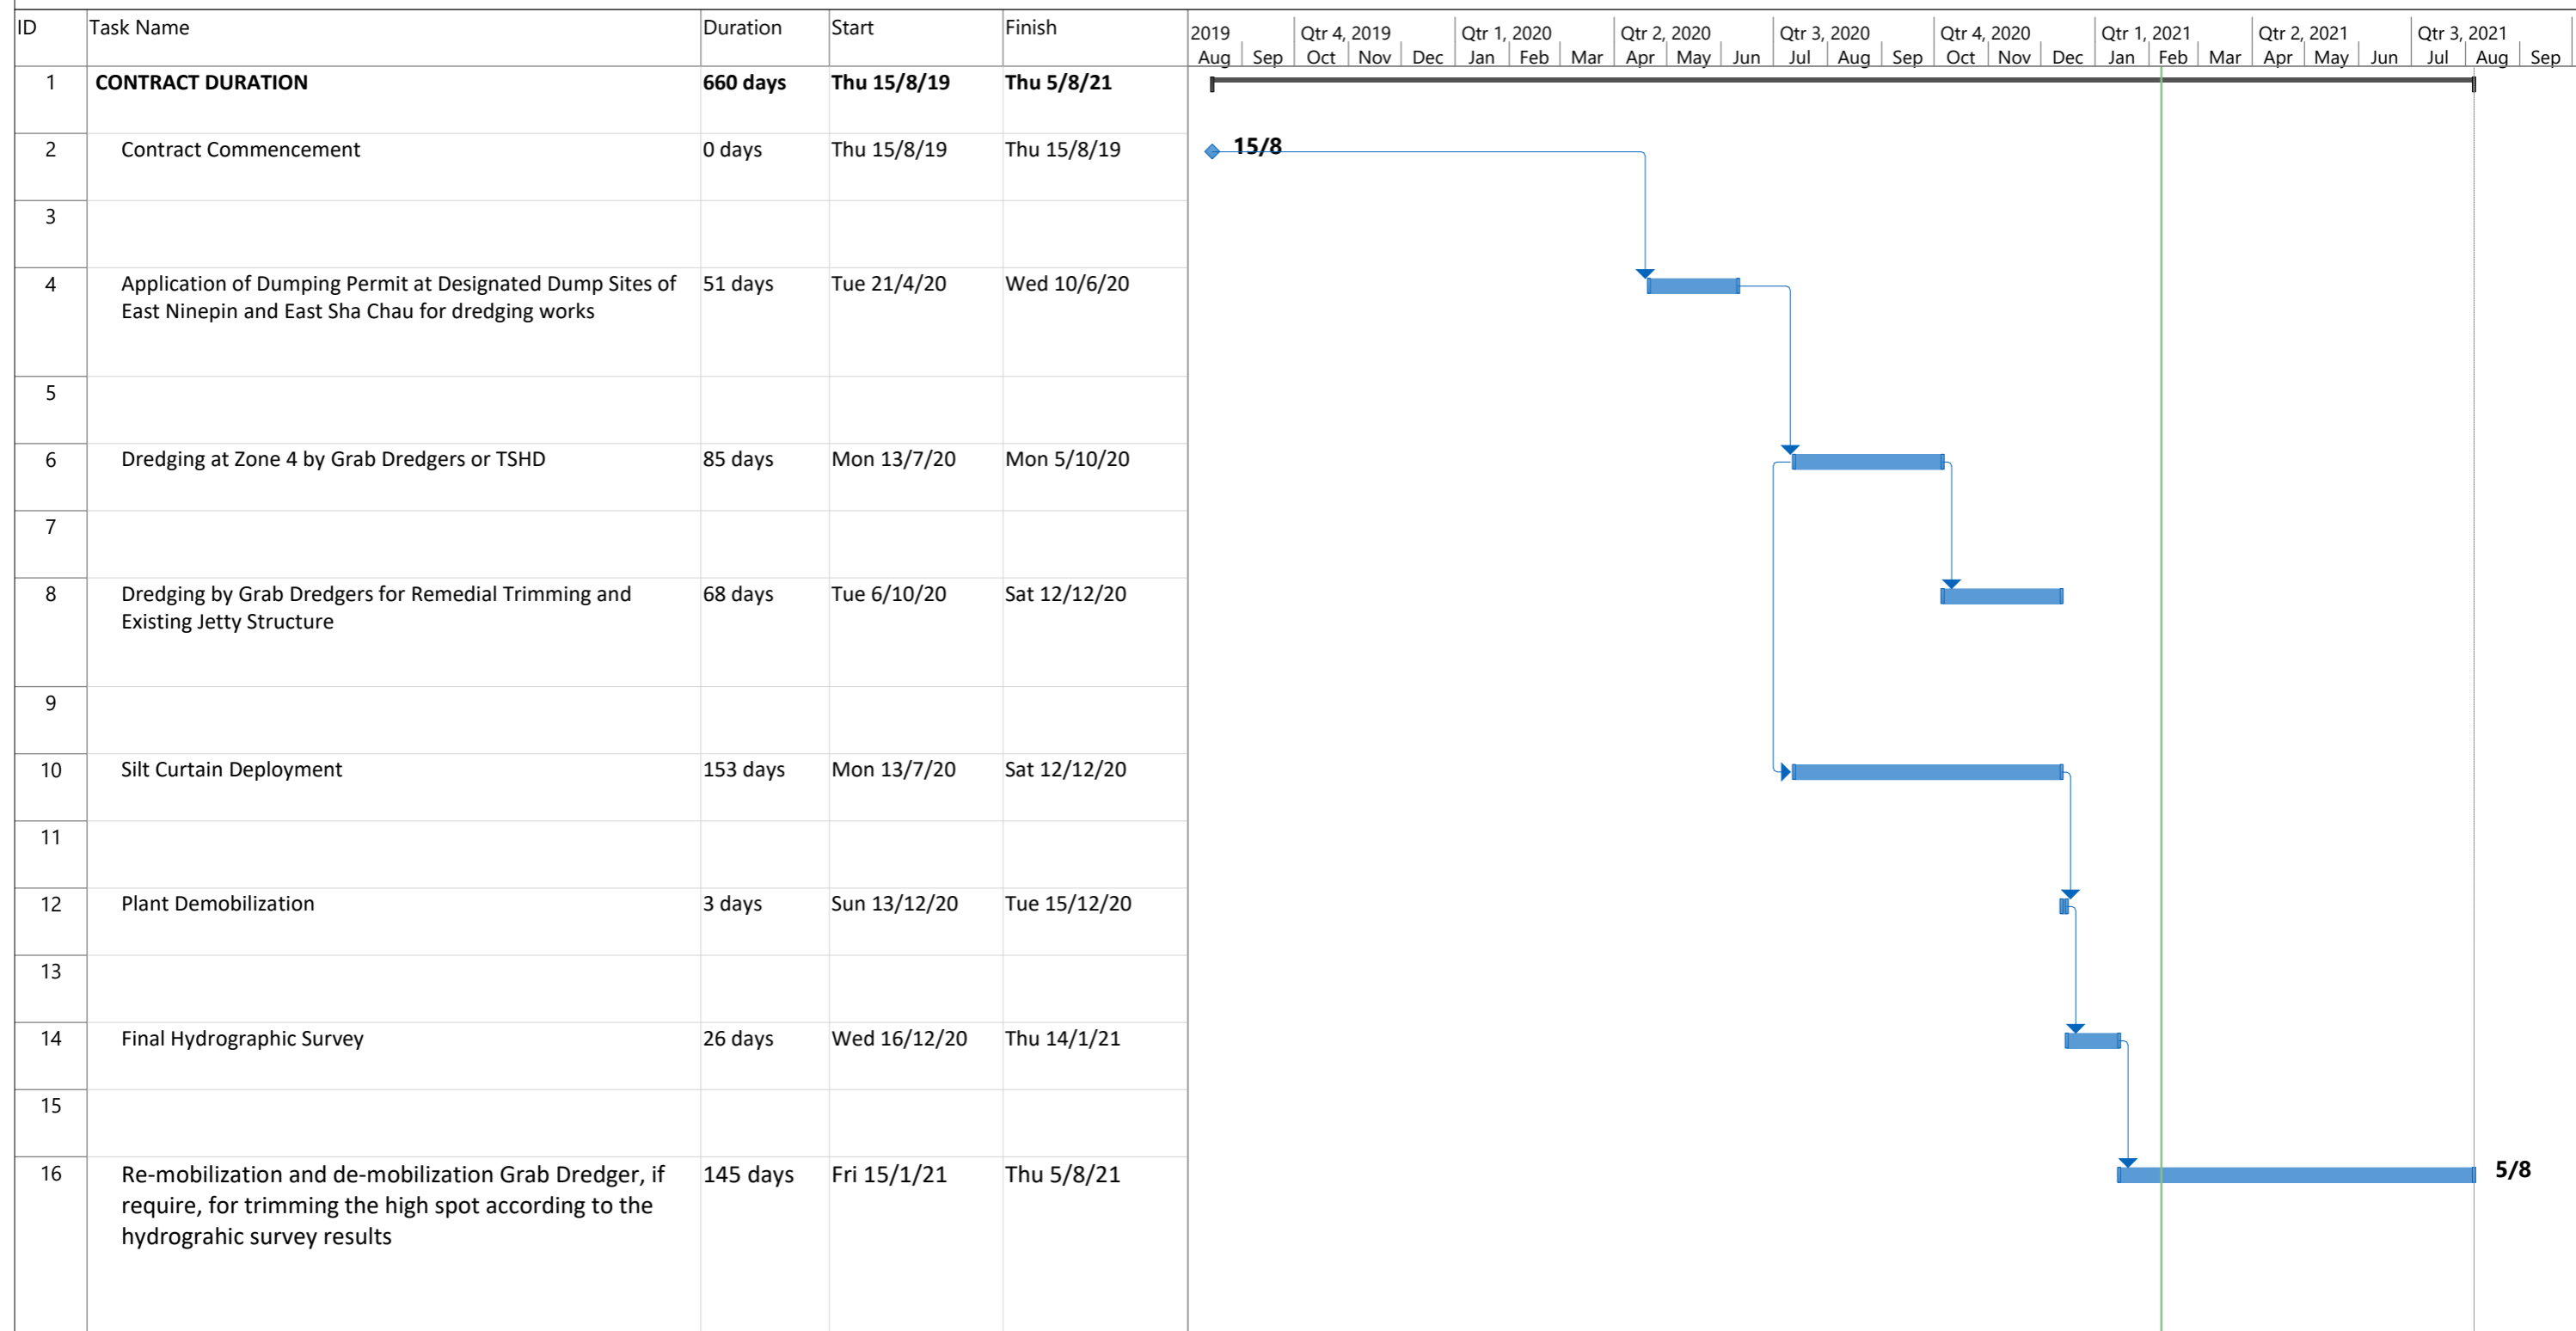 ID Task Name Duration Start Finish
2019 Qtr 4, 2019 Qtr 1, 2020 Qtr 2, 2020 Qtr 3, 2020 Qtr 4, 2020 Qtr 1, 2021 Qtr 2, 2021 Qtr 3, 2021
Aug Sep Oct Nov Dec Jan Feb Mar Apr May Jun Jul Aug Sep Oct Nov Dec Jan Feb Mar Apr May Jun Jul Aug Sep
1 CONTRACT DURATION 660 days Thu 15/8/19 Thu 5/8/21
2 Contract Commencement 0 days Thu 15/8/19 Thu 15/8/19 15/8
3
4 Application of Dumping Permit at Designated Dump Sites of 51 days Tue 21/4/20 Wed 10/6/20
East Ninepin and East Sha Chau for dredging works
5
6 Dredging at Zone 4 by Grab Dredgers or TSHD 85 days Mon 13/7/20 Mon 5/10/20
7
8 Dredging by Grab Dredgers for Remedial Trimming and 68 days Tue 6/10/20 Sat 12/12/20
Existing Jetty Structure
9
10 Silt Curtain Deployment 153 days Mon 13/7/20 Sat 12/12/20
11
12 Plant Demobilization 3 days Sun 13/12/20 Tue 15/12/20
13
14 Final Hydrographic Survey 26 days Wed 16/12/20 Thu 14/1/21
15
16 Re-mobilization and de-mobilization Grab Dredger, if 145 days Fri 15/1/21 Thu 5/8/21 5/8
require, for trimming the high spot according to the
hydrograhic survey results